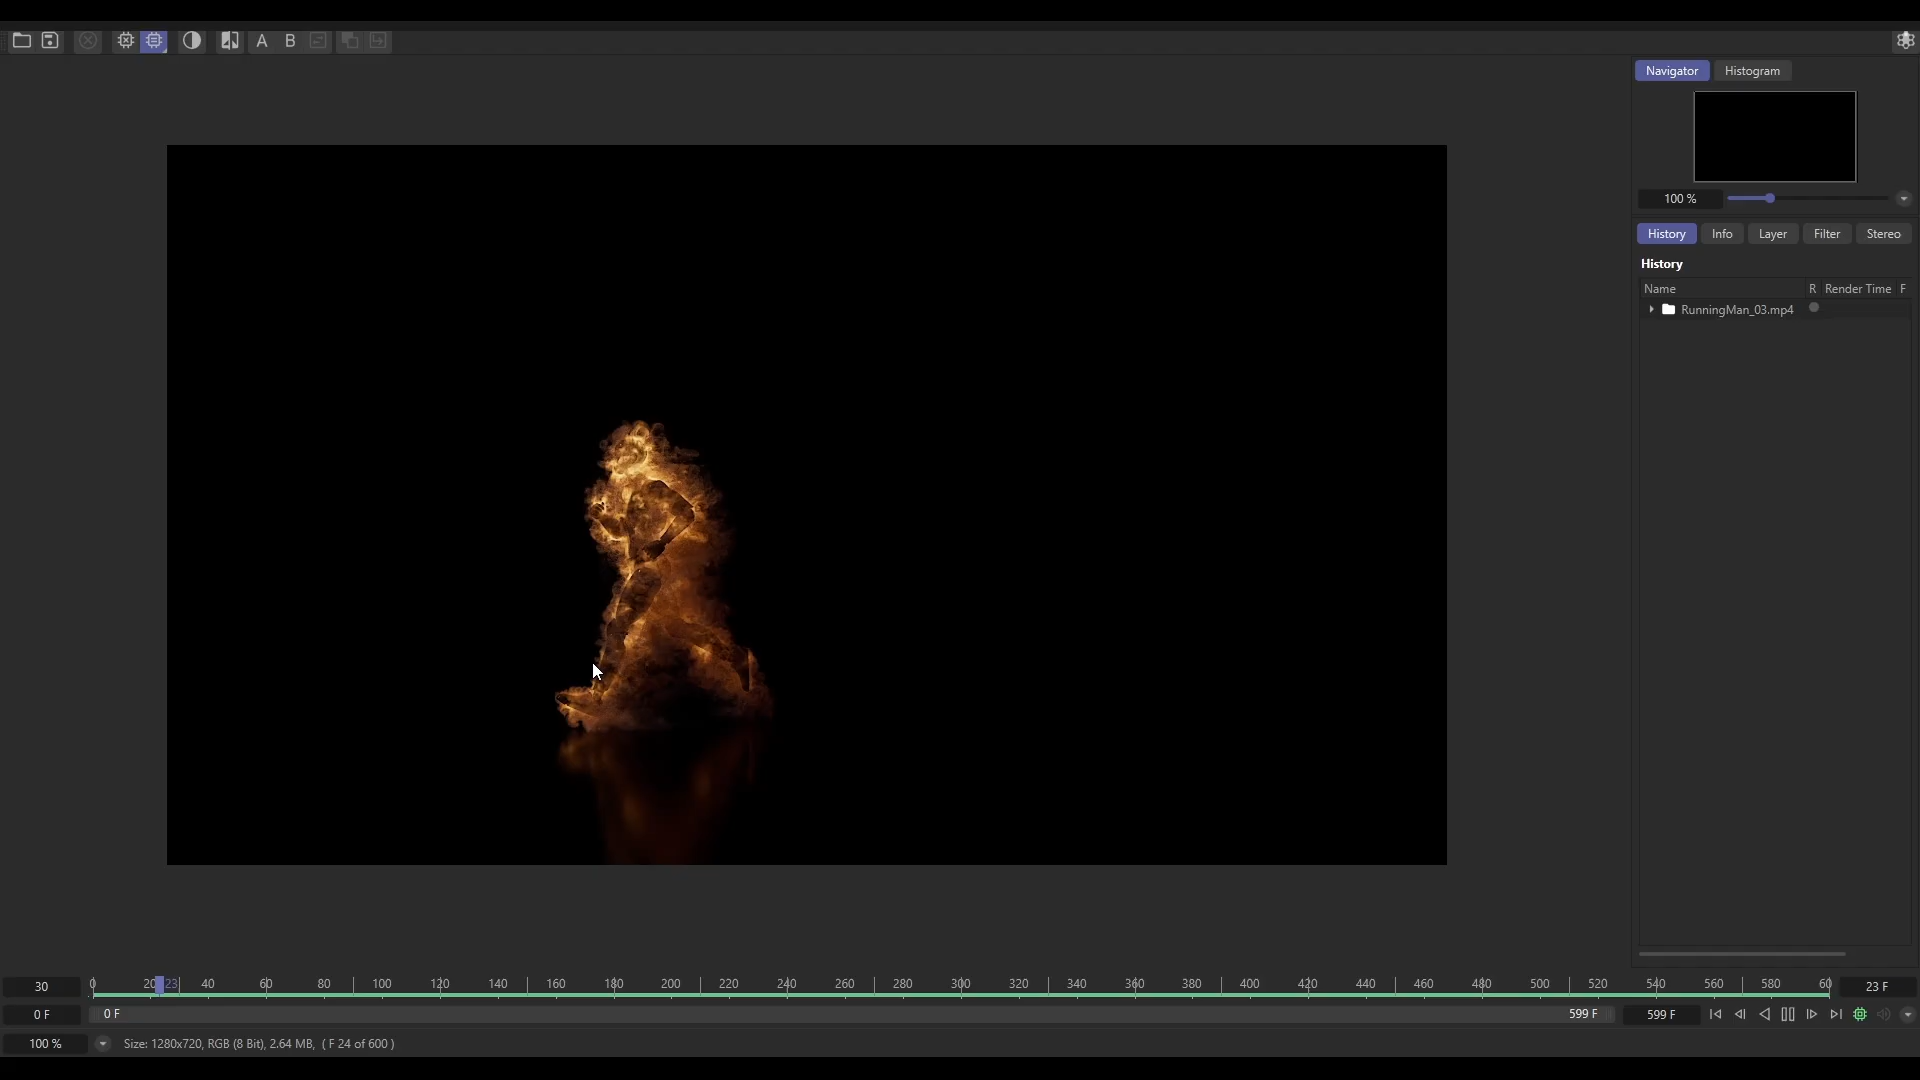 A B
Navigator Histogram
100 %
History Info Layer Filter Stereo
History
Name R Render Time F
RunningMan_03.mp4
30 0 20 23 40 60 80 100 120 140 160 180 200 220 240 260 280 300 320 340 360 380 400 420 440 460 480 500 520 540 560 580 60 23 F
0 F 0 F 599 F 599 F
100 % Size: 1280x720, RGB (8 Bit), 2.64 MB, ( F 24 of 600 )